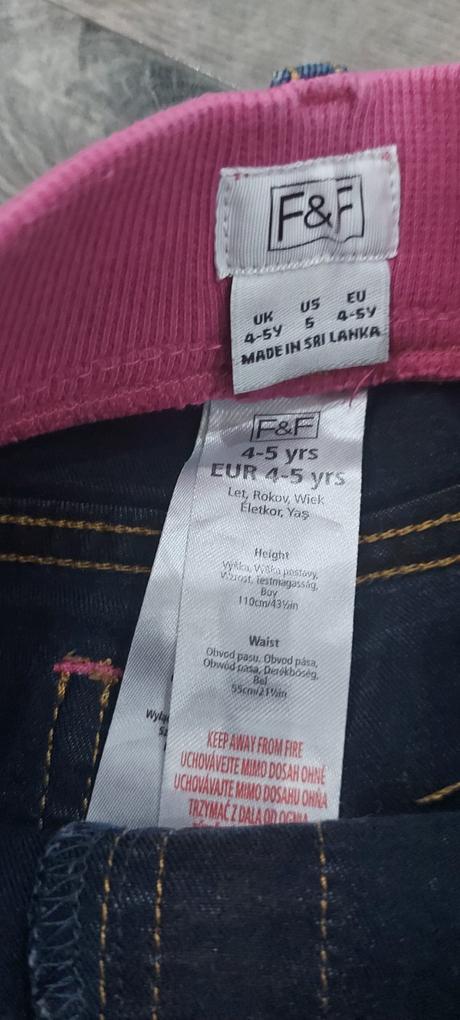 F&F
UK US EU
4-5Y 5 4-5Y
MADE IN SRI LANKA
F&F
4-5 yrs
EUR 4-5 yrs
Let, Rokov, Wiek
Életkor, Yaş
Height
Výška, Výška postavy,
Wzrost, Testmagasság,
Boy
110cm/43½in
Waist
Obvod pasu, Obvod pása,
Obwód pasa, Derékbőség,
Bel
55cm/21½in
KEEP AWAY FROM FIRE
UCHOVÁVEJTE MIMO DOSAH OHNĚ
UCHOVÁVAJTE MIMO DOSAHU OHŇA
TRZYMAĆ Z DALA OD OGNIA